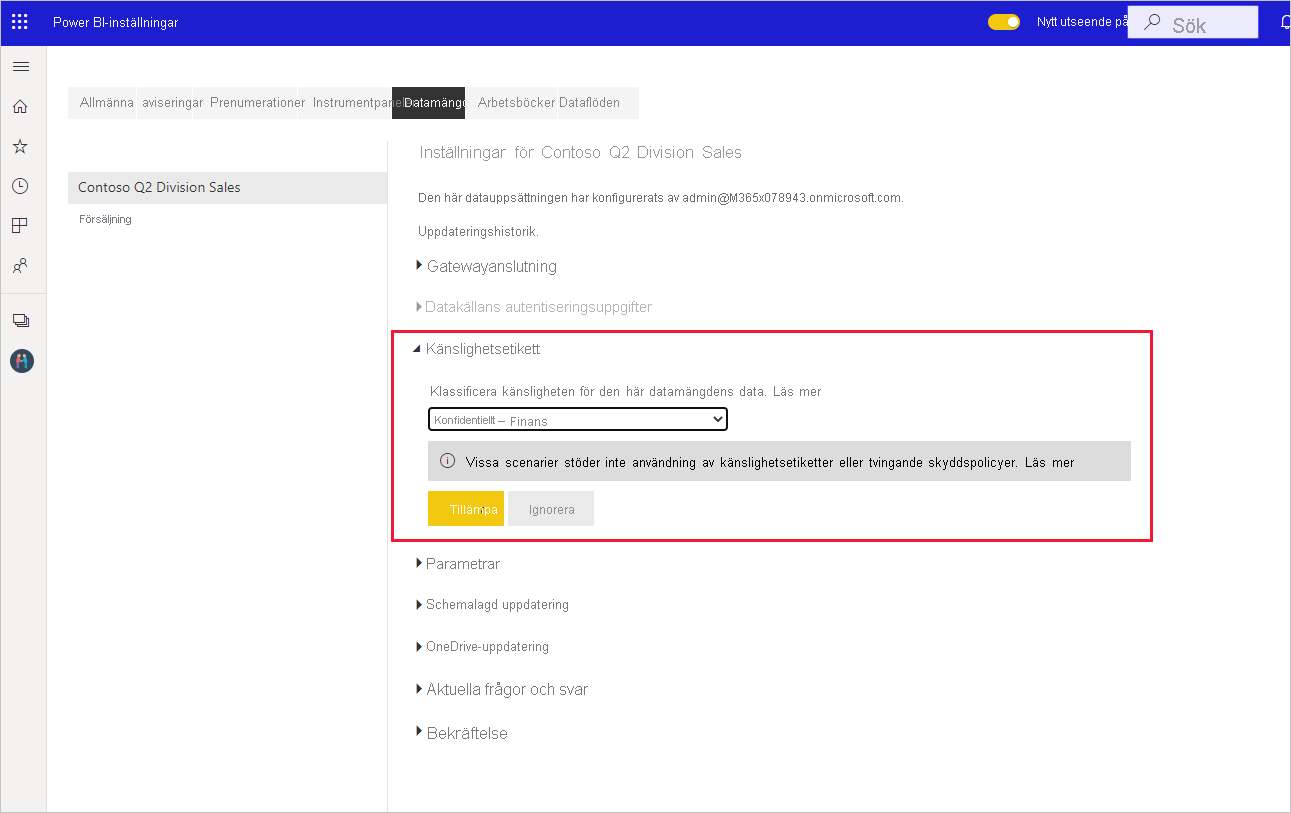 Power BI-inställningar
Nytt utseende på
Sök
Allmänna aviseringar Prenumerationer Instrumentpanel Datamängd Arbetsböcker Dataflöden
Contoso Q2 Division Sales
Försäljning
Inställningar för Contoso Q2 Division Sales
Den här datauppsättningen har konfigurerats av admin@M365x078943.onmicrosoft.com.
Uppdateringshistorik.
Gatewayanslutning
Datakällans autentiseringsuppgifter
Känslighetsetikett
Klassificera känsligheten för den här datamängdens data. Läs mer
Konfidentiellt – Finans
Vissa scenarier stöder inte användning av känslighetsetiketter eller tvingande skyddspolicyer. Läs mer
Tillämpa Ignorera
Parametrar
Schemalagd uppdatering
OneDrive-uppdatering
Aktuella frågor och svar
Bekräftelse